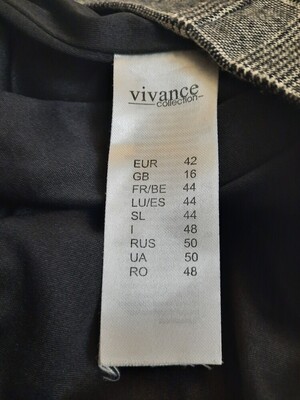 vivance
collection
EUR 42
GB 16
FR/BE 44
LU/ES 44
SL 44
I 48
RUS 50
UA 50
RO 48